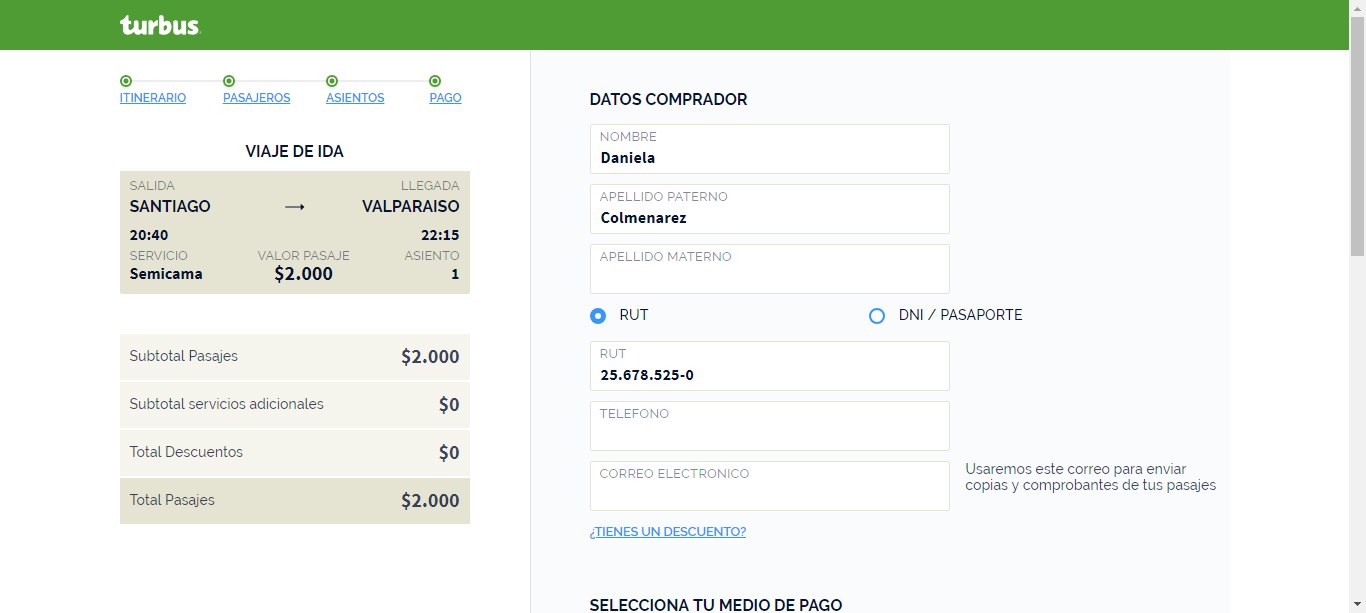 turbus
ITINERARIO PASAJEROS ASIENTOS PAGO
VIAJE DE IDA
SALIDA LLEGADA
SANTIAGO → VALPARAISO
20:40 22:15
SERVICIO VALOR PASAJE ASIENTO
Semicama $2.000 1
Subtotal Pasajes $2.000
Subtotal servicios adicionales $0
Total Descuentos $0
Total Pasajes $2.000
DATOS COMPRADOR
NOMBRE
Daniela
APELLIDO PATERNO
Colmenarez
APELLIDO MATERNO
RUT DNI / PASAPORTE
RUT
25.678.525-0
TELEFONO
CORREO ELECTRONICO
Usaremos este correo para enviar
copias y comprobantes de tus pasajes
¿TIENES UN DESCUENTO?
SELECCIONA TU MEDIO DE PAGO